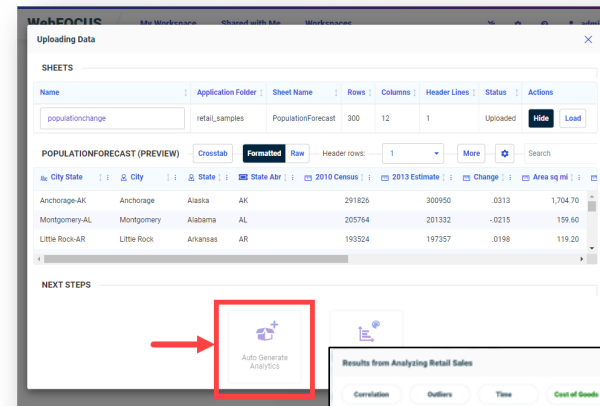 WebFOCUS My Workspace Shared with Me Workspaces
Uploading Data
SHEETS
Name Application Folder Sheet Name Rows Columns Header Lines Status Actions
populationchange retail_samples PopulationForecast 300 12 1 Uploaded Hide Load
POPULATIONFORECAST (PREVIEW) Crosstab Formatted Raw Header rows: 1 More Search
City State City State State Abr 2010 Census 2013 Estimate Change Area sq mi
Anchorage-AK Anchorage Alaska AK 291826 300950 .0313 1,704.70
Montgomery-AL Montgomery Alabama AL 205764 201332 -.0215 159.60
Little Rock-AR Little Rock Arkansas AR 193524 197357 .0198 119.20
NEXT STEPS
Auto Generate
Analytics
Results from Analyzing Retail Sales
Correlation Outliers Time Cost of Goods